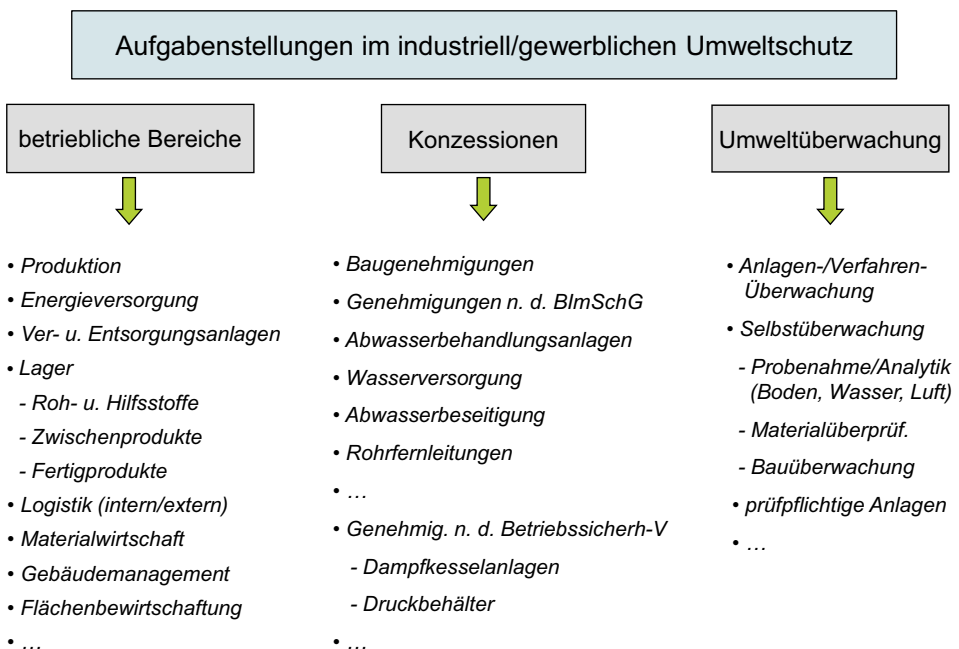 Aufgabenstellungen im industriell/gewerblichen Umweltschutz
betriebliche Bereiche
• Produktion
• Energieversorgung
• Ver- u. Entsorgungsanlagen
• Lager
- Roh- u. Hilfsstoffe
- Zwischenprodukte
- Fertigprodukte
• Logistik (intern/extern)
• Materialwirtschaft
• Gebäudemanagement
• Flächenbewirtschaftung
• …
Konzessionen
• Baugenehmigungen
• Genehmigungen n. d. BImSchG
• Abwasserbehandlungsanlagen
• Wasserversorgung
• Abwasserbeseitigung
• Rohrfernleitungen
• …
• Genehmig. n. d. Betriebssicherh-V
- Dampfkesselanlagen
- Druckbehälter
• …
Umweltüberwachung
• Anlagen-/Verfahren-
Überwachung
• Selbstüberwachung
- Probenahme/Analytik
(Boden, Wasser, Luft)
- Materialüberprüf.
- Bauüberwachung
• prüfpflichtige Anlagen
• …